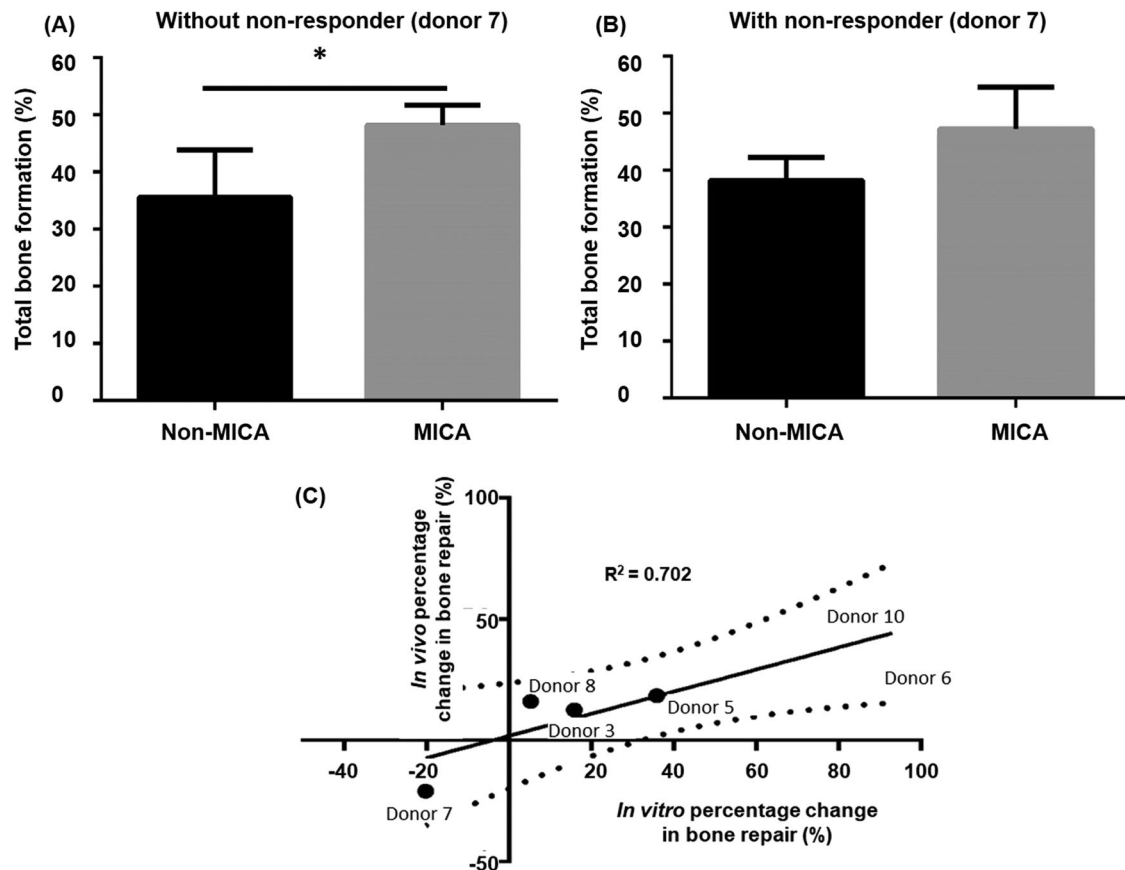 (A)
Without non-responder (donor 7)
Total bone formation (%)
60
50
40
30
20
10
0
*
Non-MICA
MICA
(B)
With non-responder (donor 7)
Total bone formation (%)
60
50
40
30
20
10
0
Non-MICA
MICA
(C)
In vivo percentage
change in bone repair (%)
100
50
-50
R² = 0.702
Donor 10
Donor 6
Donor 8
Donor 5
Donor 3
Donor 7
-40
-20
20
40
60
80
100
In vitro percentage change
in bone repair (%)